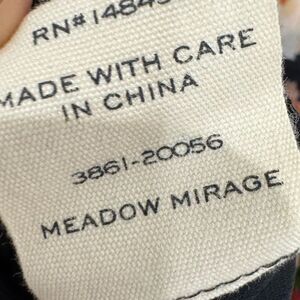 RN# 1484
MADE WITH CARE
IN CHINA
3861-20056
MEADOW MIRAGE